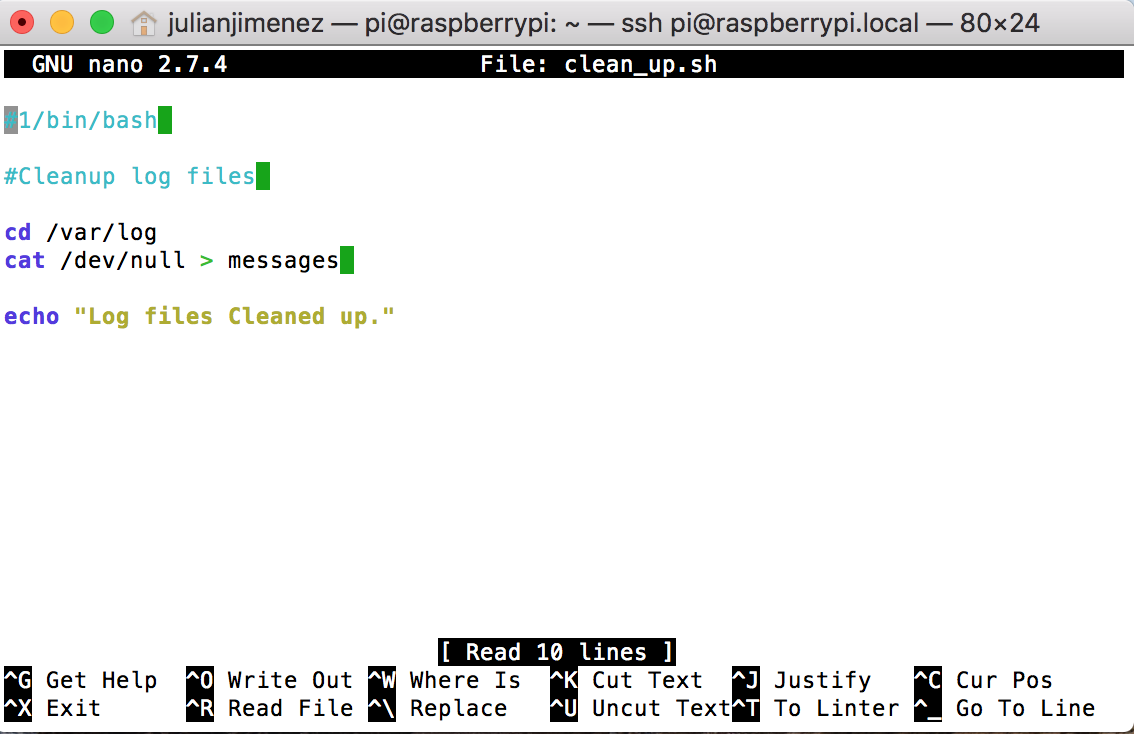 julianjimenez — pi@raspberrypi: ~ — ssh pi@raspberrypi.local — 80×24
GNU nano 2.7.4 File: clean_up.sh
#1/bin/bash
#Cleanup log files
cd /var/log
cat /dev/null > messages
echo "Log files Cleaned up."
[ Read 10 lines ]
^G Get Help ^O Write Out ^W Where Is ^K Cut Text ^J Justify ^C Cur Pos
^X Exit ^R Read File ^\ Replace ^U Uncut Text ^T To Linter ^_ Go To Line